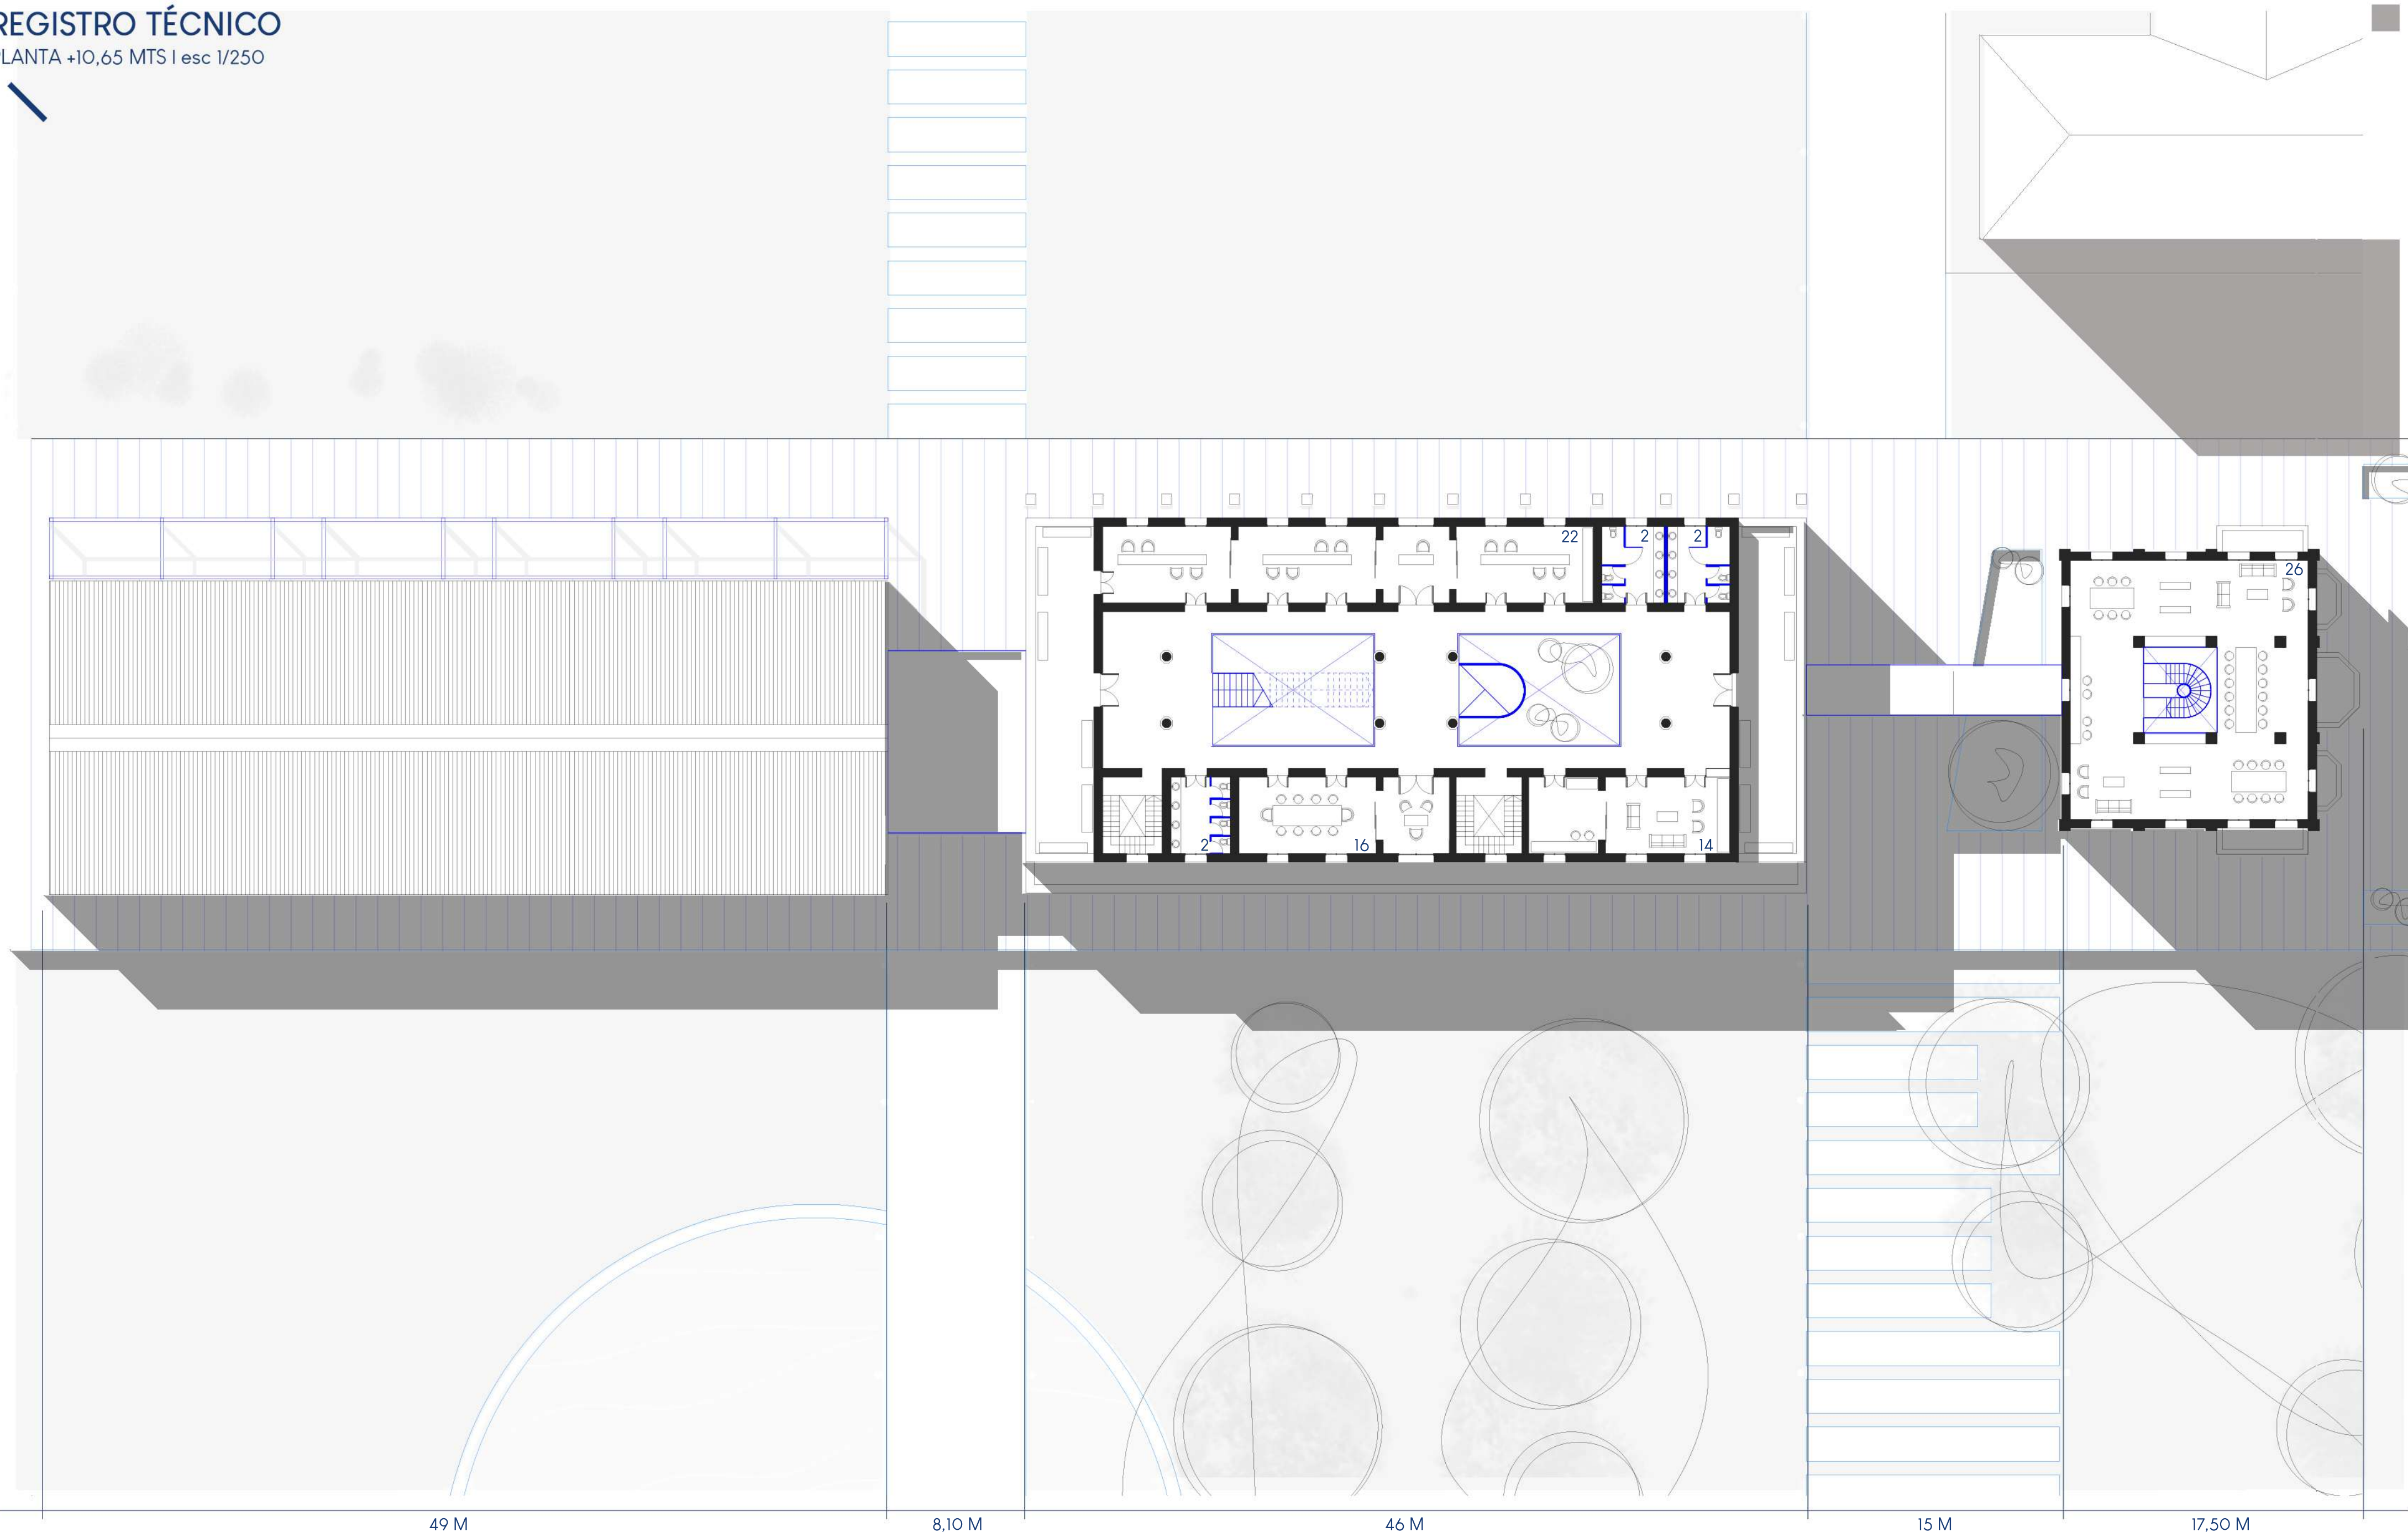 REGISTRO TÉCNICO
PLANTA +10,65 MTS | esc 1/250
22
2
2
26
2
16
14
49 M
8,10 M
46 M
15 M
17,50 M